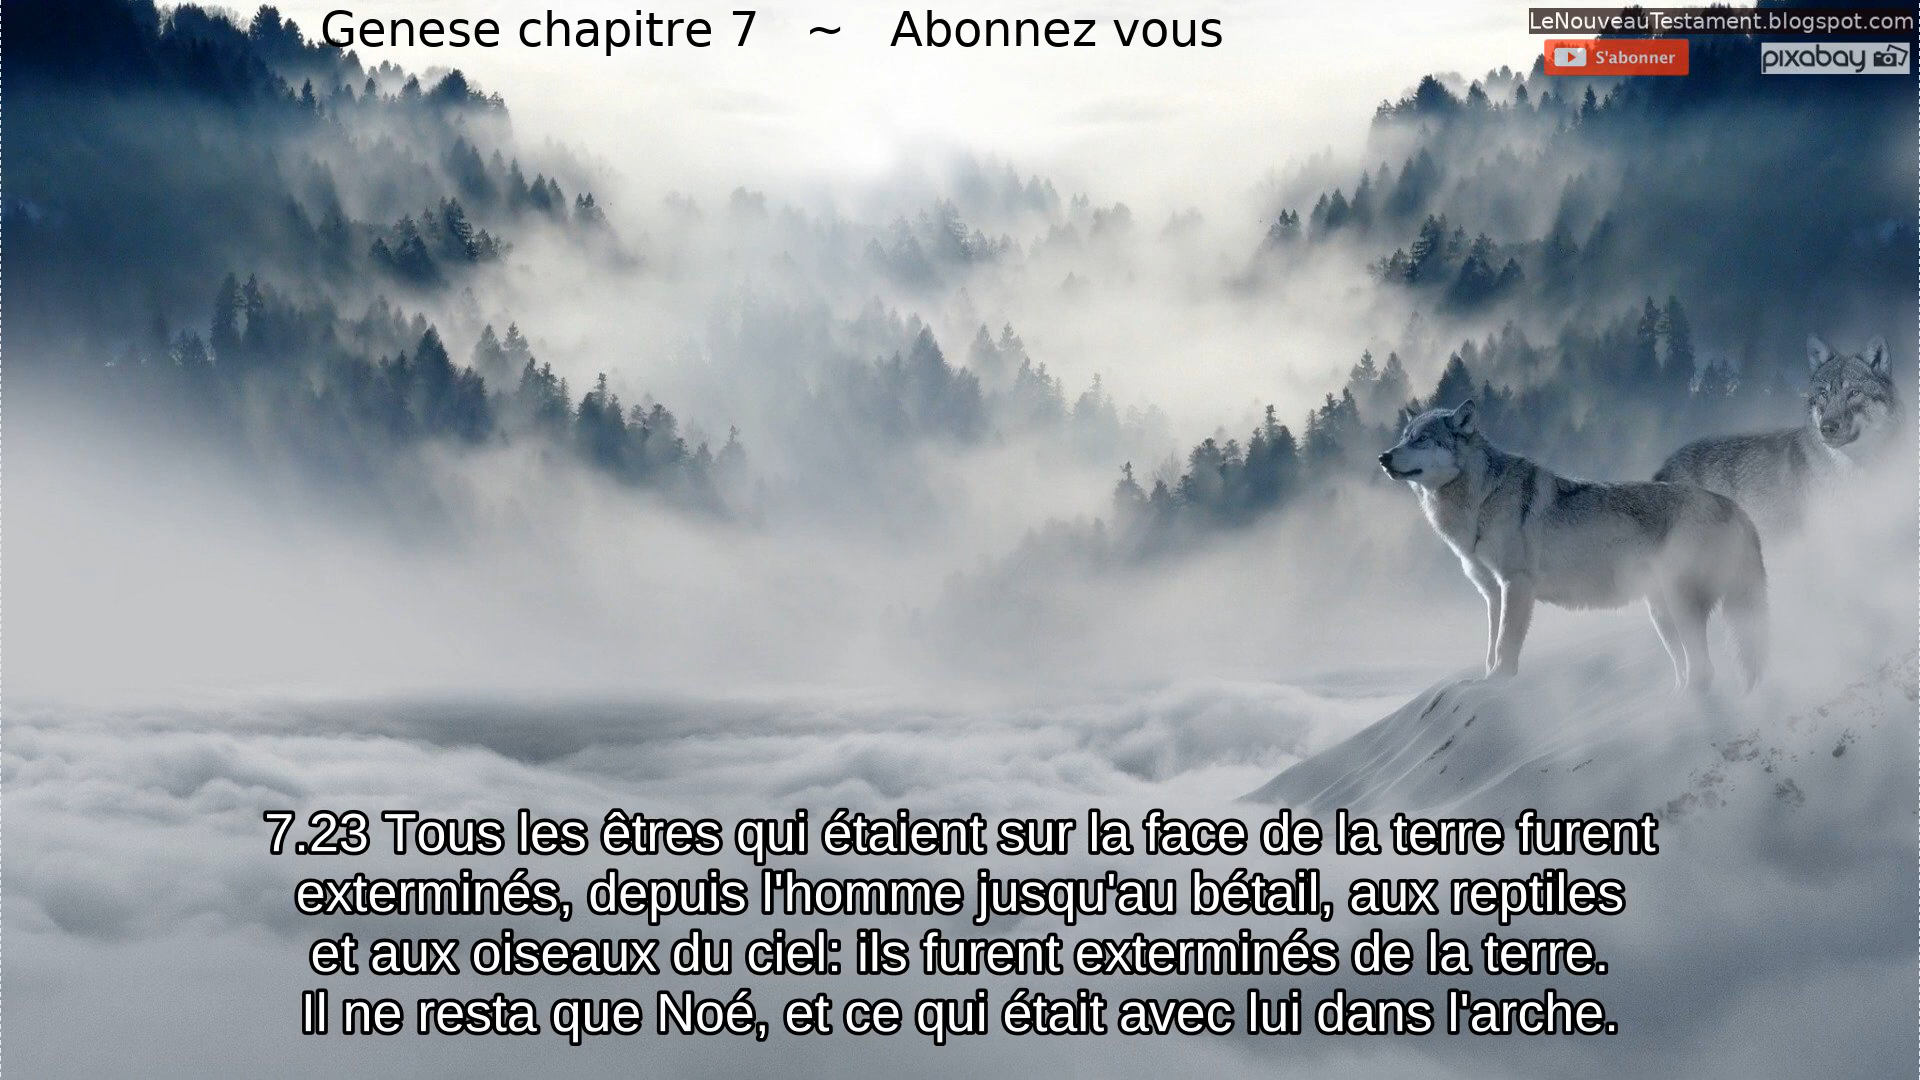 Genese chapitre 7 ~ Abonnez vous
LeNouveauTestament.blogspot.com
S'abonner
pixabay
7.23 Tous les êtres qui étaient sur la face de la terre furent
exterminés, depuis l'homme jusqu'au bétail, aux reptiles
et aux oiseaux du ciel: ils furent exterminés de la terre.
Il ne resta que Noé, et ce qui était avec lui dans l'arche.